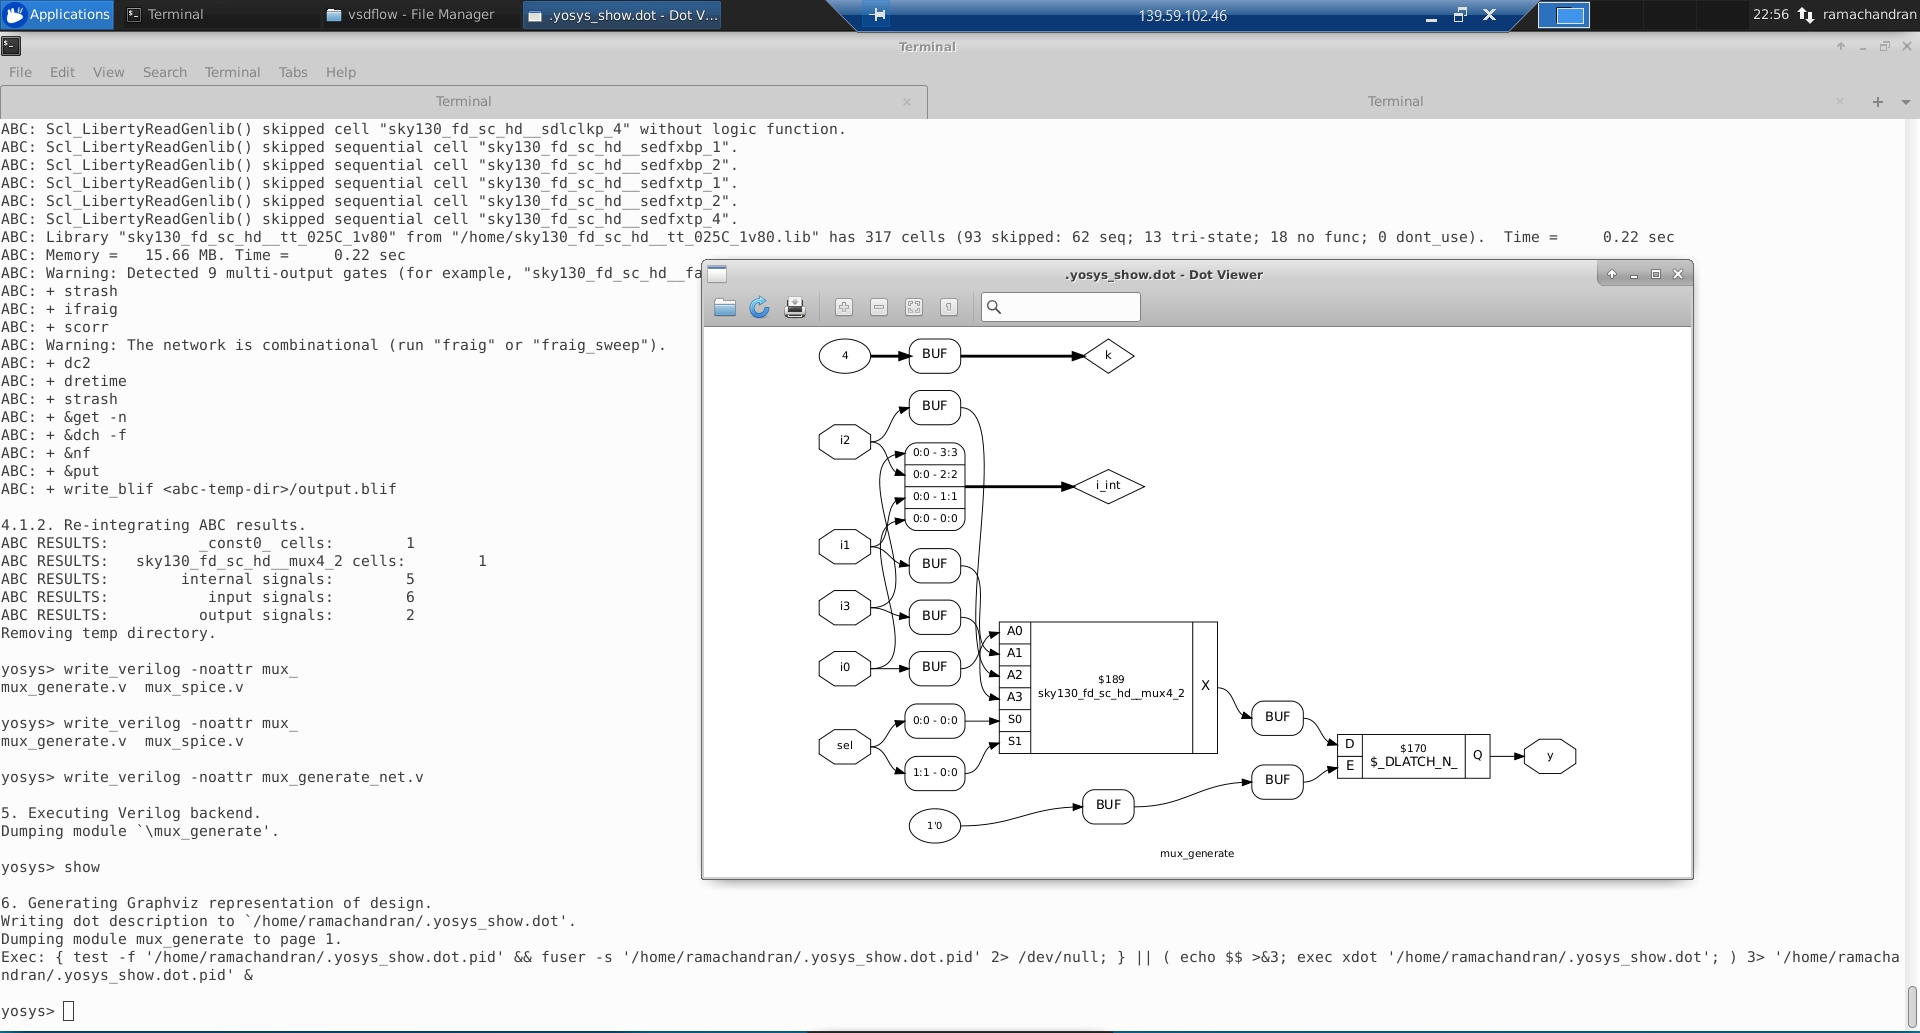 Applications
Terminal
vsdflow - File Manager
.yosys_show.dot - Dot V...
139.59.102.46
22:56
ramachandran
Terminal
File Edit View Search Terminal Tabs Help
Terminal
Terminal
ABC: Scl_LibertyReadGenlib() skipped cell "sky130_fd_sc_hd__sdlclkp_4" without logic function.
ABC: Scl_LibertyReadGenlib() skipped sequential cell "sky130_fd_sc_hd__sedfxbp_1".
ABC: Scl_LibertyReadGenlib() skipped sequential cell "sky130_fd_sc_hd__sedfxbp_2".
ABC: Scl_LibertyReadGenlib() skipped sequential cell "sky130_fd_sc_hd__sedfxtp_1".
ABC: Scl_LibertyReadGenlib() skipped sequential cell "sky130_fd_sc_hd__sedfxtp_2".
ABC: Scl_LibertyReadGenlib() skipped sequential cell "sky130_fd_sc_hd__sedfxtp_4".
ABC: Library "sky130_fd_sc_hd__tt_025C_1v80" from "/home/sky130_fd_sc_hd__tt_025C_1v80.lib" has 317 cells (93 skipped: 62 seq; 13 tri-state; 18 no func; 0 dont_use).  Time =     0.22 sec
ABC: Memory =   15.66 MB. Time =     0.22 sec
ABC: Warning: Detected 9 multi-output gates (for example, "sky130_fd_sc_hd__fa
ABC: + strash
ABC: + ifraig
ABC: + scorr
ABC: Warning: The network is combinational (run "fraig" or "fraig_sweep").
ABC: + dc2
ABC: + dretime
ABC: + strash
ABC: + &get -n
ABC: + &dch -f
ABC: + &nf
ABC: + &put
ABC: + write_blif <abc-temp-dir>/output.blif
4.1.2. Re-integrating ABC results.
ABC RESULTS:          _const0_ cells:        1
ABC RESULTS:   sky130_fd_sc_hd__mux4_2 cells:        1
ABC RESULTS:        internal signals:        5
ABC RESULTS:           input signals:        6
ABC RESULTS:          output signals:        2
Removing temp directory.
yosys> write_verilog -noattr mux_
mux_generate.v  mux_spice.v
yosys> write_verilog -noattr mux_
mux_generate.v  mux_spice.v
yosys> write_verilog -noattr mux_generate_net.v
5. Executing Verilog backend.
Dumping module `\mux_generate'.
yosys> show
6. Generating Graphviz representation of design.
Writing dot description to `/home/ramachandran/.yosys_show.dot'.
Dumping module mux_generate to page 1.
Exec: { test -f '/home/ramachandran/.yosys_show.dot.pid' && fuser -s '/home/ramachandran/.yosys_show.dot.pid' 2> /dev/null; } || ( echo $$ >&3; exec xdot '/home/ramachandran/.yosys_show.dot'; ) 3> '/home/ramacha
ndran/.yosys_show.dot.pid' &
yosys>
.yosys_show.dot - Dot Viewer
4
BUF
k
BUF
i2
0:0 - 3:3
0:0 - 2:2
0:0 - 1:1
0:0 - 0:0
i_int
i1
BUF
i3
BUF
i0
BUF
A0
A1
A2
A3
S0
S1
$189
sky130_fd_sc_hd__mux4_2
X
sel
0:0 - 0:0
1:1 - 0:0
BUF
D
E
$170
$_DLATCH_N_
Q
y
BUF
BUF
1'0
mux_generate